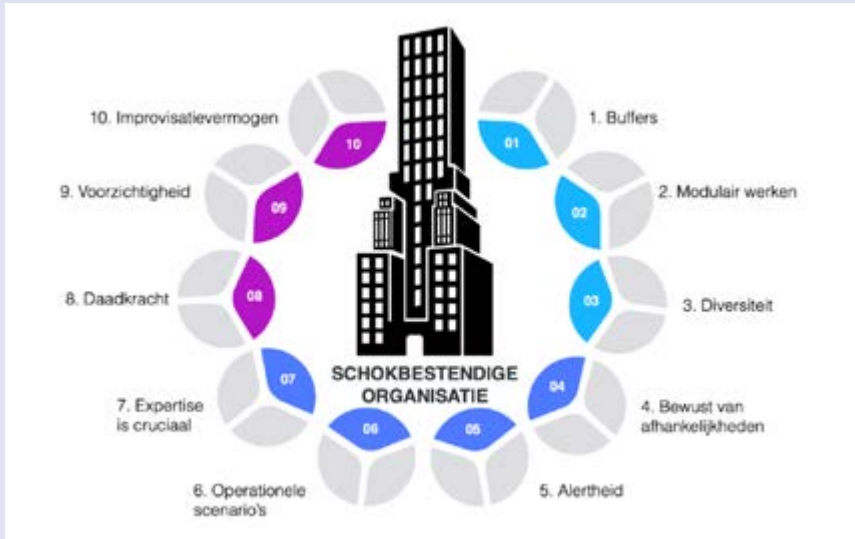 1. Buffers
01
2. Modulair werken
02
3. Diversiteit
03
4. Bewust van
afhankelijkheden
04
5. Alertheid
05
6. Operationele
scenario's
06
7. Expertise
is cruciaal
07
8. Daadkracht
08
9. Voorzichtigheid
09
10. Improvisatievermogen
10
SCHOKBESTENDIGE
ORGANISATIE